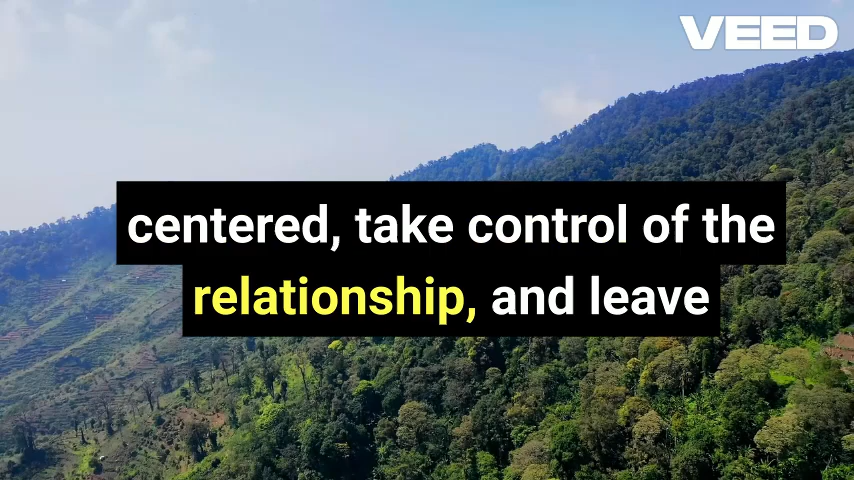 VEED
centered, take control of the
relationship, and leave